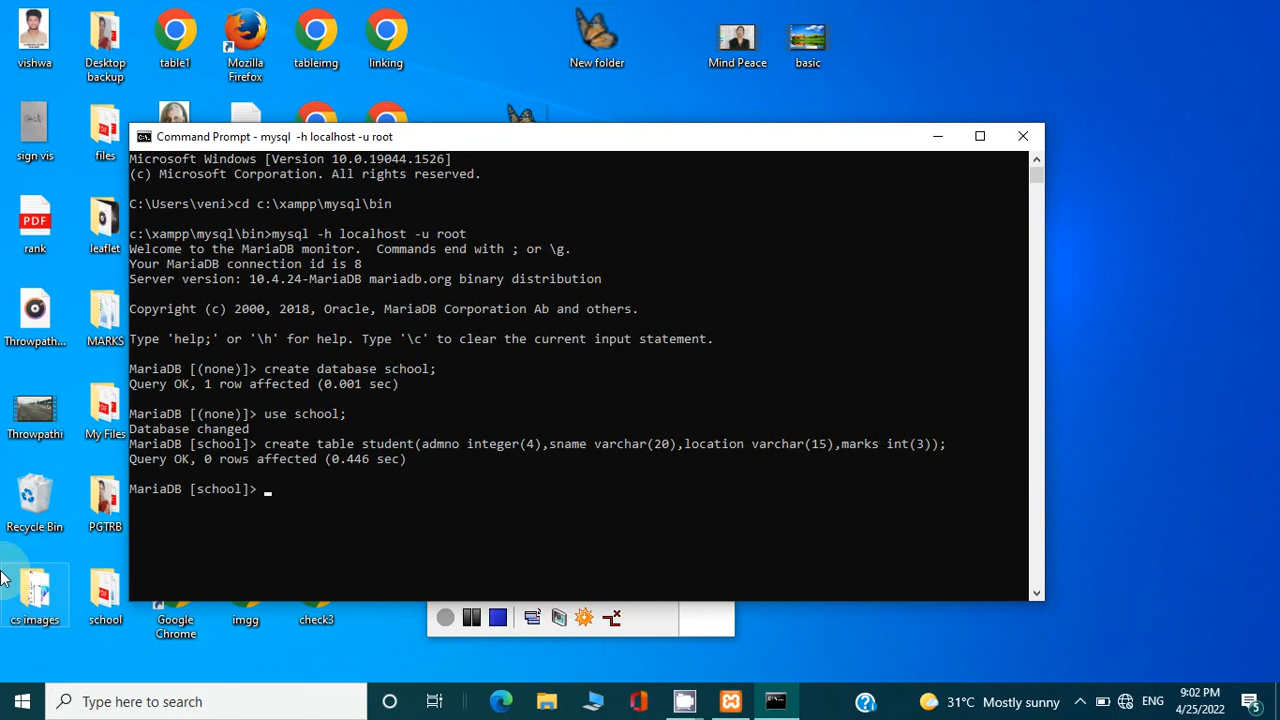 vishwa
Desktop backup
table1
Mozilla Firefox
tableimg
linking
New folder
Mind Peace
basic
sign vis
files
rank
leaflet
Throwpath...
MARKS
Throwpathi
My Files
Recycle Bin
PGTRB
cs images
school
Google Chrome
imgg
check3
PDF
Command Prompt - mysql  -h localhost -u root
Microsoft Windows [Version 10.0.19044.1526]
(c) Microsoft Corporation. All rights reserved.
C:\Users\veni>cd c:\xampp\mysql\bin
c:\xampp\mysql\bin>mysql -h localhost -u root
Welcome to the MariaDB monitor.  Commands end with ; or \g.
Your MariaDB connection id is 8
Server version: 10.4.24-MariaDB mariadb.org binary distribution
Copyright (c) 2000, 2018, Oracle, MariaDB Corporation Ab and others.
Type 'help;' or '\h' for help. Type '\c' to clear the current input statement.
MariaDB [(none)]> create database school;
Query OK, 1 row affected (0.001 sec)
MariaDB [(none)]> use school;
Database changed
MariaDB [school]> create table student(admno integer(4),sname varchar(20),location varchar(15),marks int(3));
Query OK, 0 rows affected (0.446 sec)
MariaDB [school]>
Type here to search
31°C Mostly sunny
ENG
9:02 PM
4/25/2022
5